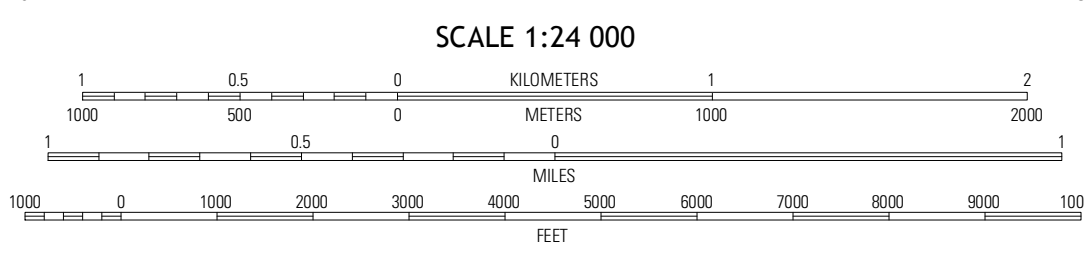 SCALE 1:24 000
1 0.5 0 KILOMETERS 1 2
1000 500 0 METERS 1000 2000
1 0.5 0 1
MILES
1000 0 1000 2000 3000 4000 5000 6000 7000 8000 9000 100
FEET